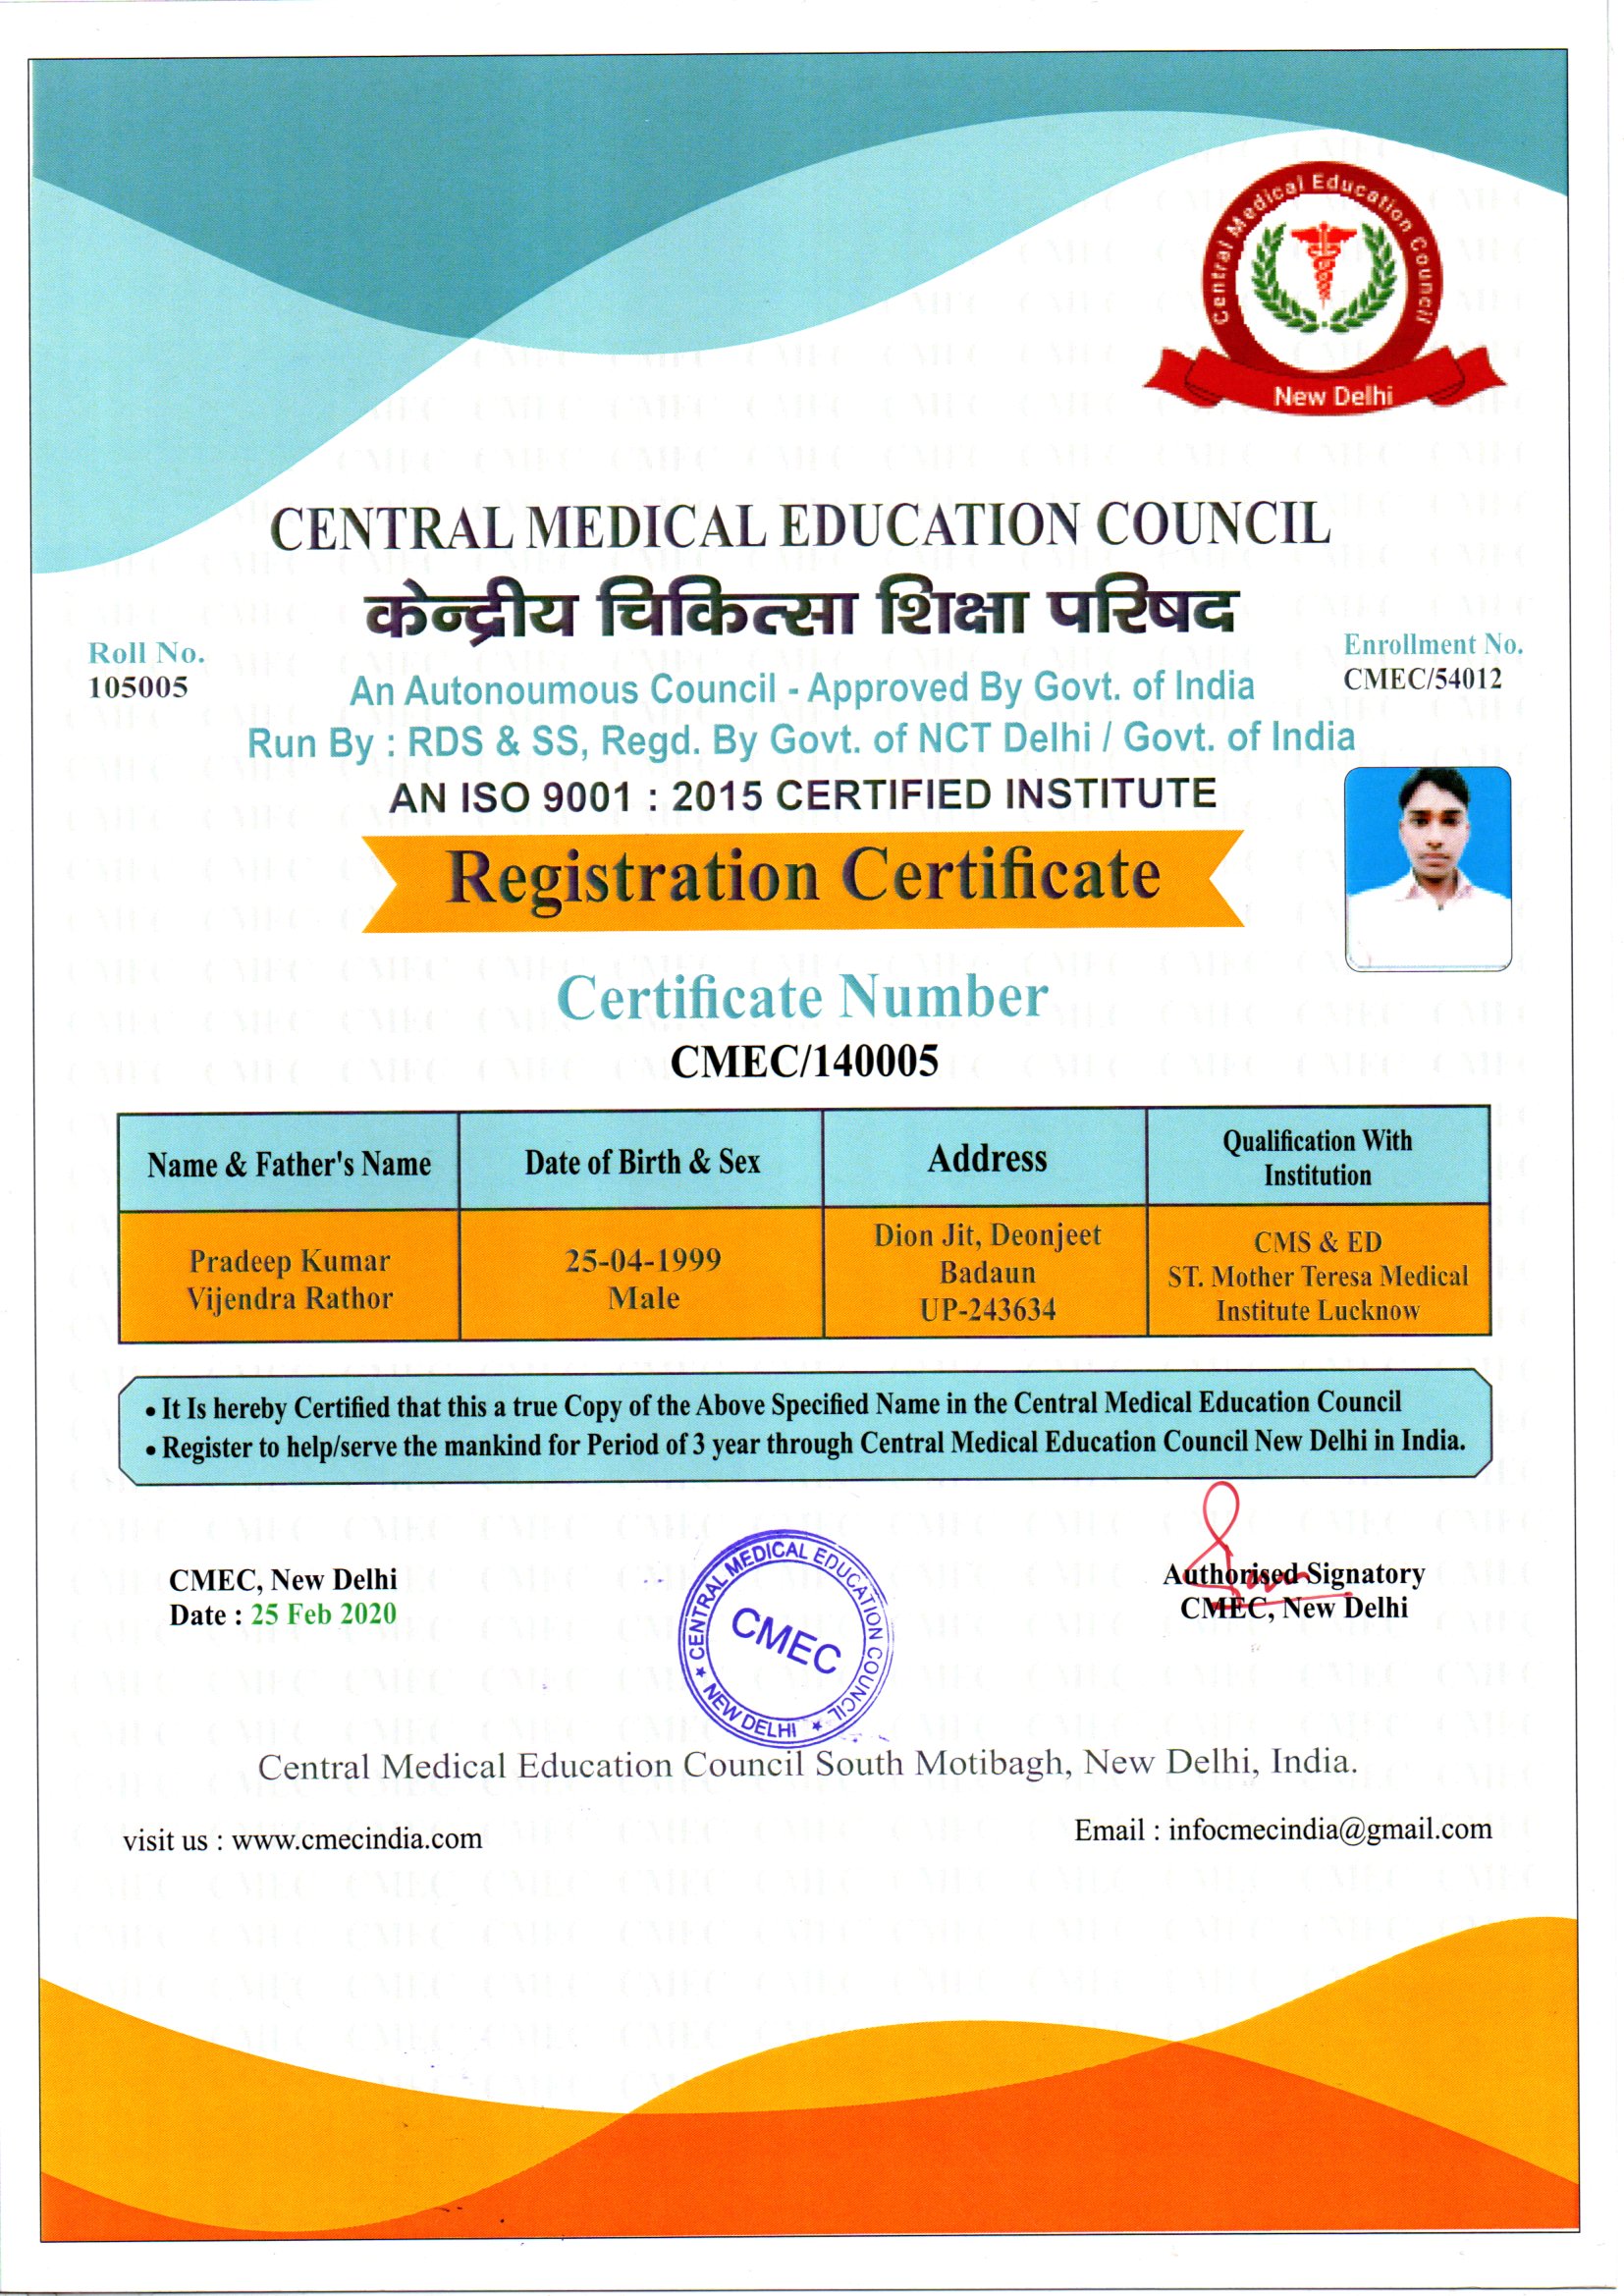 Central Medical Education Council
New Delhi
CENTRAL MEDICAL EDUCATION COUNCIL
केन्द्रीय चिकित्सा शिक्षा परिषद
Roll No.
105005
Enrollment No.
CMEC/54012
An Autonoumous Council - Approved By Govt. of India
Run By : RDS & SS, Regd. By Govt. of NCT Delhi / Govt. of India
AN ISO 9001 : 2015 CERTIFIED INSTITUTE
Registration Certificate
Certificate Number
CMEC/140005
Name & Father's Name
Date of Birth & Sex
Address
Qualification With
Institution
Pradeep Kumar
Vijendra Rathor
25-04-1999
Male
Dion Jit, Deonjeet
Badaun
UP-243634
CMS & ED
ST. Mother Teresa Medical
Institute Lucknow
• It Is hereby Certified that this a true Copy of the Above Specified Name in the Central Medical Education Council
• Register to help/serve the mankind for Period of 3 year through Central Medical Education Council New Delhi in India.
CMEC, New Delhi
Date : 25 Feb 2020
★ CENTRAL MEDICAL EDUCATION COUNCIL ★ NEW DELHI
CMEC
Authorised Signatory
CMEC, New Delhi
Central Medical Education Council South Motibagh, New Delhi, India.
visit us : www.cmecindia.com
Email : infocmecindia@gmail.com